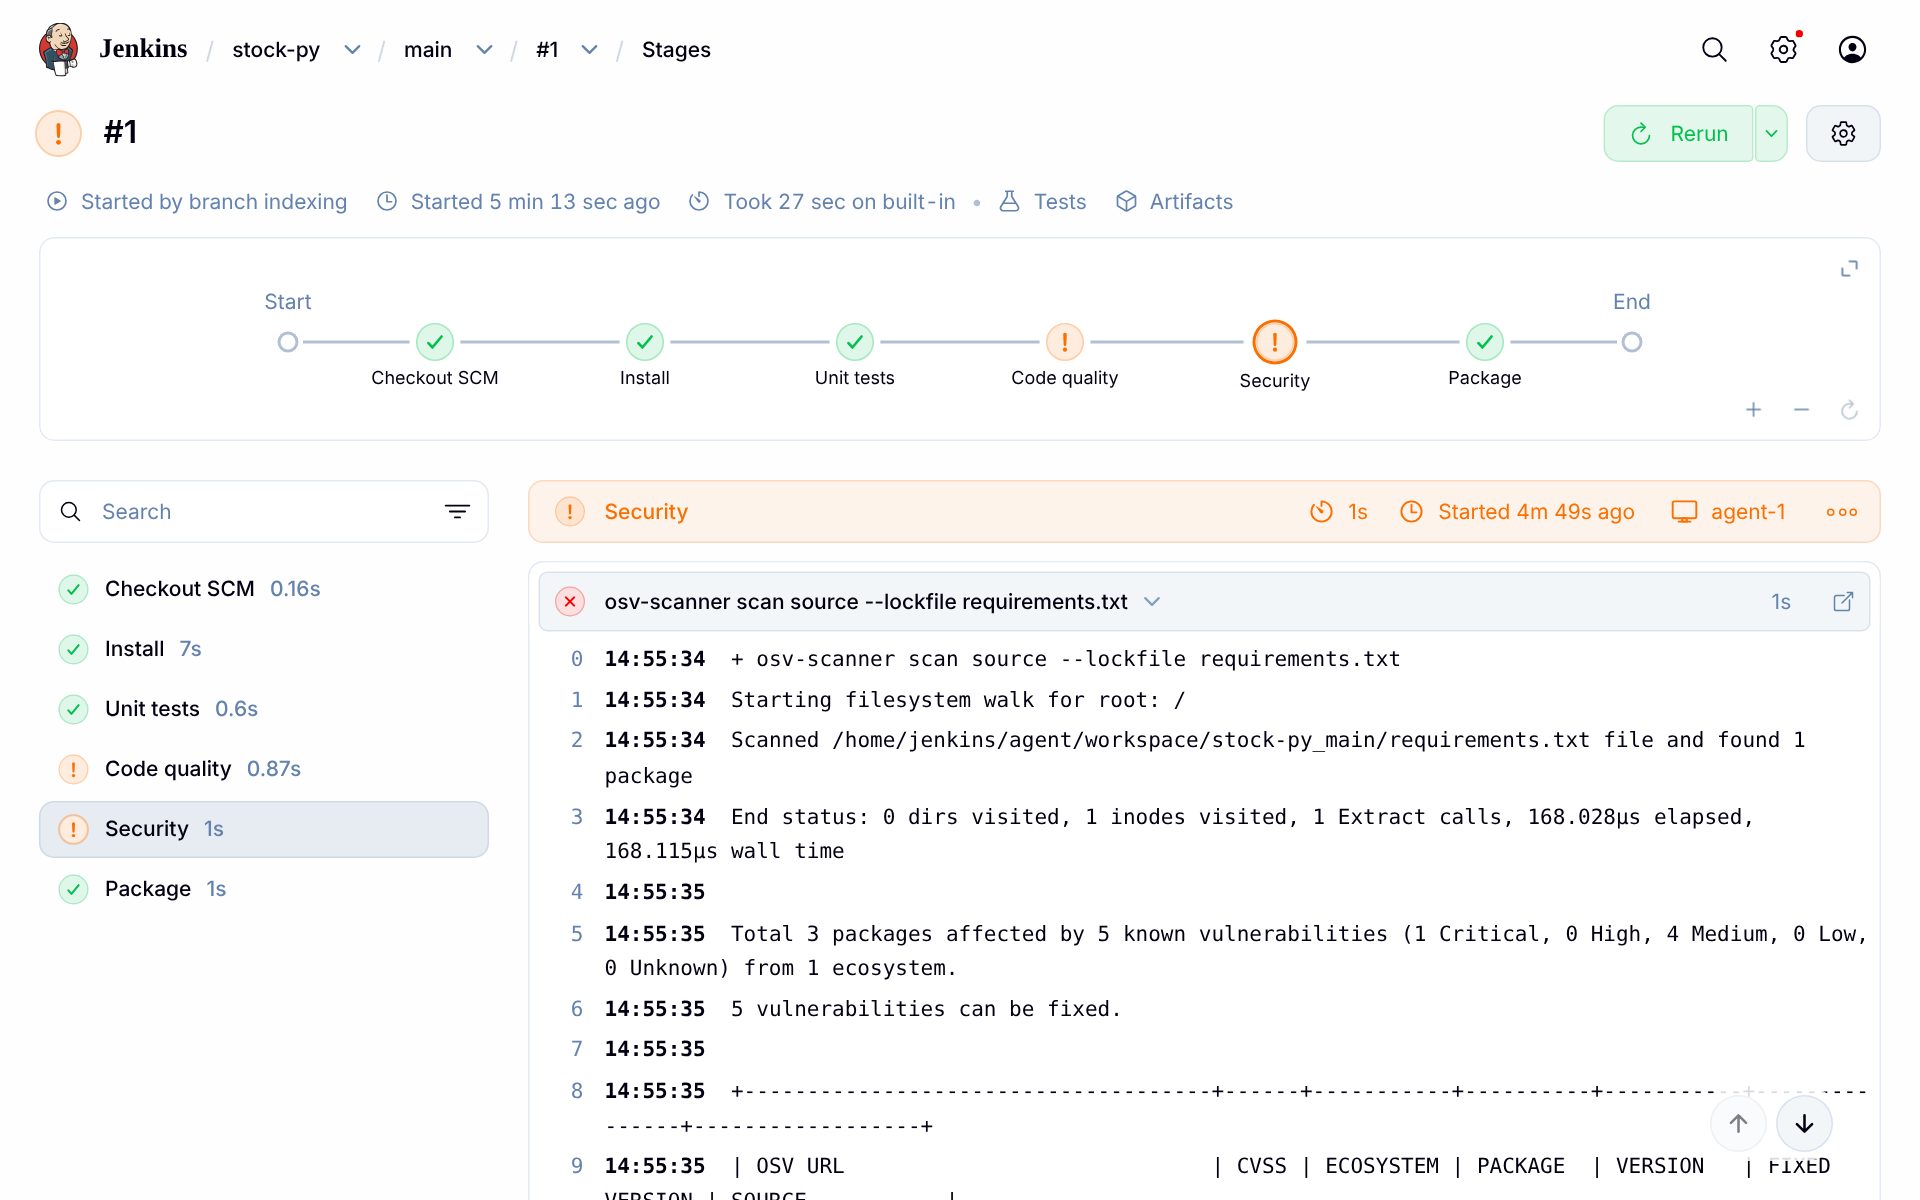 Jenkins / stock-py / main / #1 / Stages
#1
Rerun
Started by branch indexing Started 5 min 13 sec ago Took 27 sec on built-in • Tests Artifacts
Start
End
Checkout SCM
Install
Unit tests
Code quality
Security
Package
Search
Checkout SCM 0.16s
Install 7s
Unit tests 0.6s
Code quality 0.87s
Security 1s
Package 1s
Security 1s Started 4m 49s ago agent-1
osv-scanner scan source --lockfile requirements.txt 1s
0 14:55:34 + osv-scanner scan source --lockfile requirements.txt
1 14:55:34 Starting filesystem walk for root: /
2 14:55:34 Scanned /home/jenkins/agent/workspace/stock-py_main/requirements.txt file and found 1
package
3 14:55:34 End status: 0 dirs visited, 1 inodes visited, 1 Extract calls, 168.028µs elapsed,
168.115µs wall time
4 14:55:35
5 14:55:35 Total 3 packages affected by 5 known vulnerabilities (1 Critical, 0 High, 4 Medium, 0 Low,
0 Unknown) from 1 ecosystem.
6 14:55:35 5 vulnerabilities can be fixed.
7 14:55:35
8 14:55:35 +-------------------------------------+------+-----------+----------+-----------+---------
------+------------------+
9 14:55:35 | OSV URL | CVSS | ECOSYSTEM | PACKAGE | VERSION | FIXED
VERSION | SOURCE |